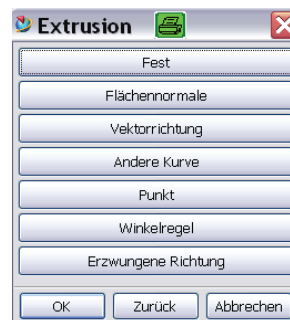 Extrusion
Fest
Flächennormale
Vektorrichtung
Andere Kurve
Punkt
Winkelregel
Erzwungene Richtung
OK Zurück Abbrechen